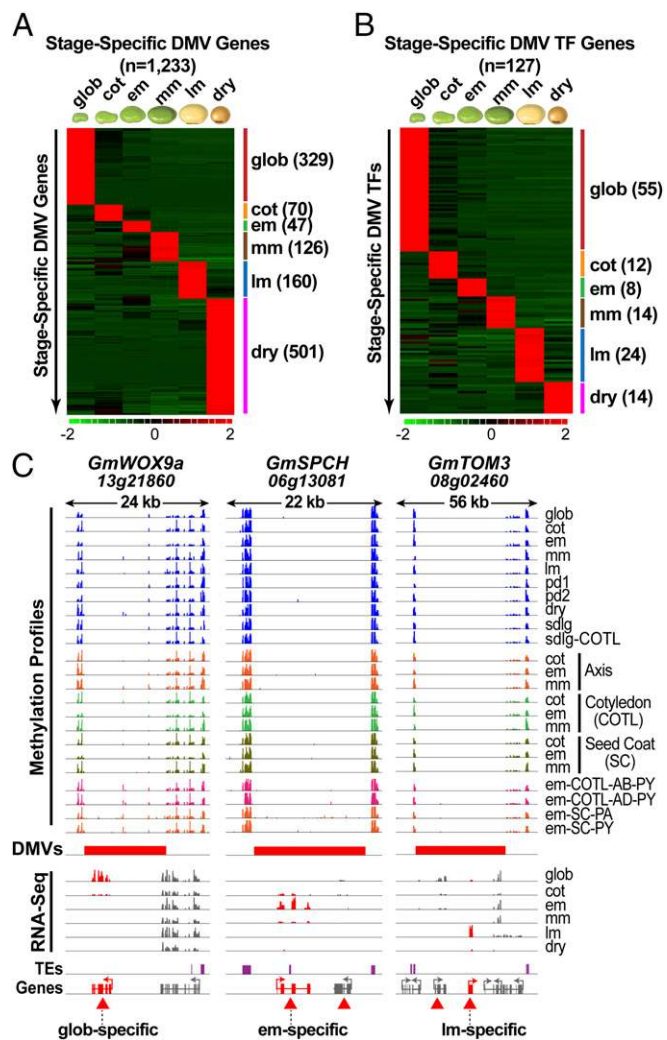 A
Stage-Specific DMV Genes
(n=1,233)
glob cot em mm lm dry
Stage-Specific DMV Genes
glob (329)
cot (70)
em (47)
mm (126)
lm (160)
dry (501)
-2 0 2
B
Stage-Specific DMV TF Genes
(n=127)
glob cot em mm lm dry
Stage-Specific DMV TFs
glob (55)
cot (12)
em (8)
mm (14)
lm (24)
dry (14)
-2 0 2
C
GmWOX9a
13g21860
24 kb
GmSPCH
06g13081
22 kb
GmTOM3
08g02460
56 kb
Methylation Profiles
glob
cot
em
mm
lm
pd1
pd2
dry
sdlg
sdlg-COTL
cot
em
mm
Axis
cot
em
mm
Cotyledon
(COTL)
cot
em
mm
Seed Coat
(SC)
em-COTL-AB-PY
em-COTL-AD-PY
em-SC-PA
em-SC-PY
DMVs
RNA-Seq
glob
cot
em
mm
lm
dry
TEs
Genes
glob-specific
em-specific
lm-specific